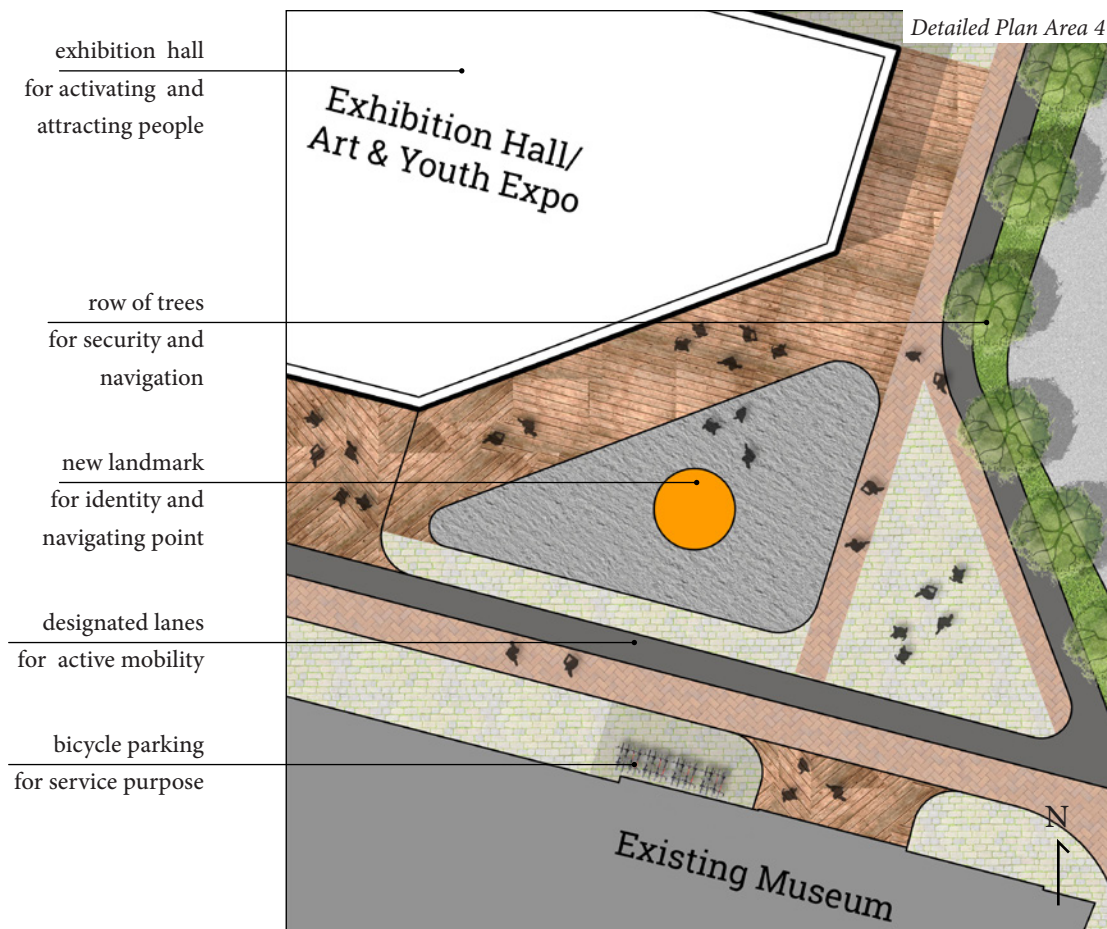 Detailed Plan Area 4
exhibition hall
for activating and
attracting people
Exhibition Hall/
Art & Youth Expo
row of trees
for security and
navigation
new landmark
for identity and
navigating point
designated lanes
for active mobility
bicycle parking
for service purpose
Existing Museum
N